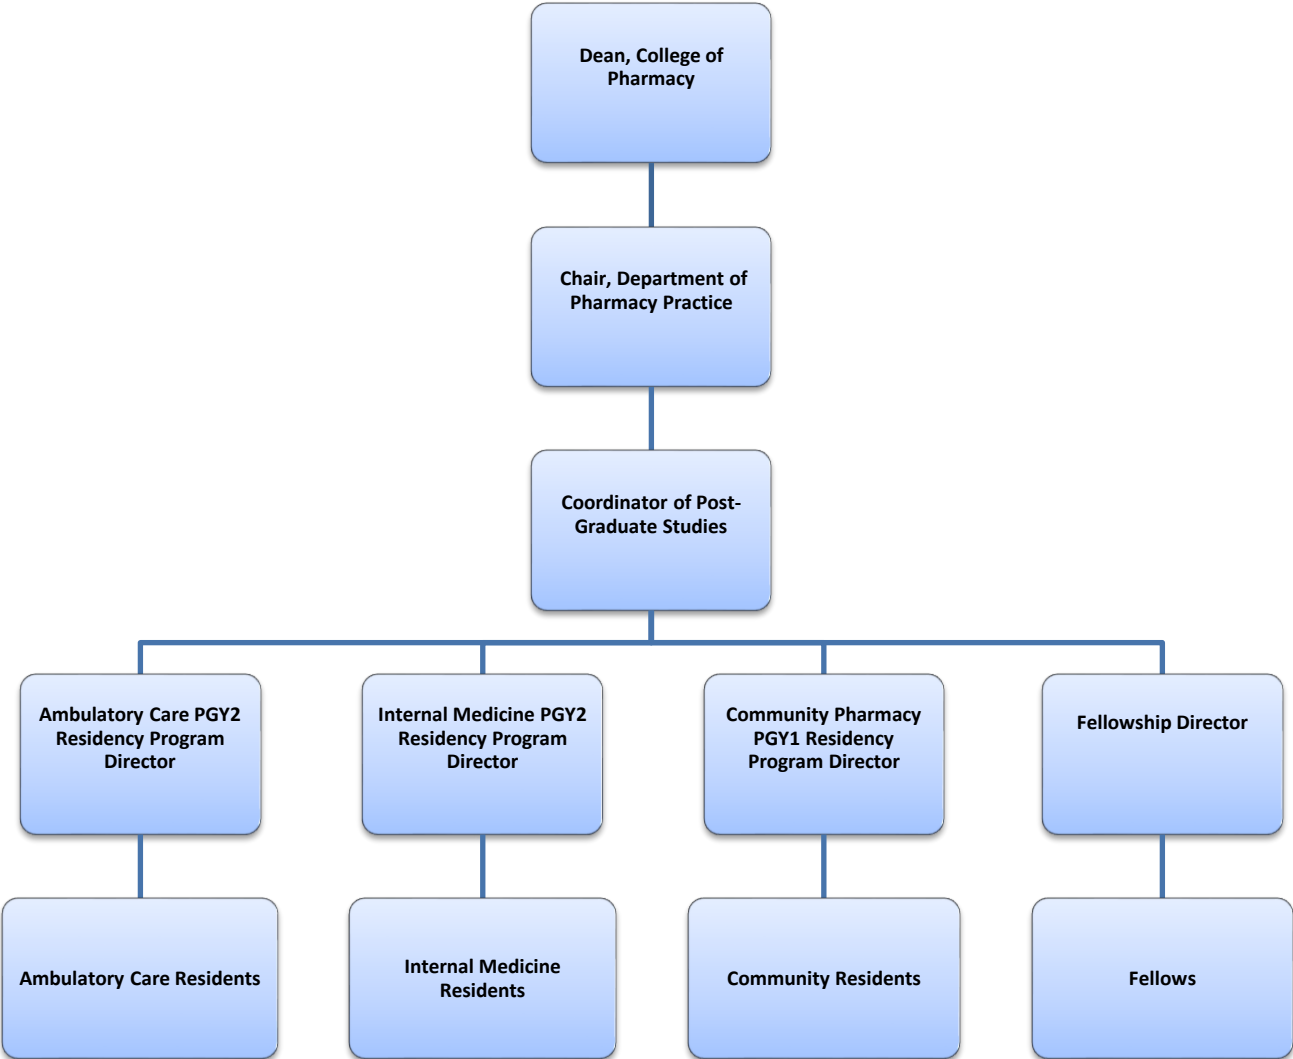 Dean, College of
Pharmacy
Chair, Department of
Pharmacy Practice
Coordinator of Post-
Graduate Studies
Ambulatory Care PGY2
Residency Program
Director
Internal Medicine PGY2
Residency Program
Director
Community Pharmacy
PGY1 Residency
Program Director
Fellowship Director
Ambulatory Care Residents
Internal Medicine
Residents
Community Residents
Fellows